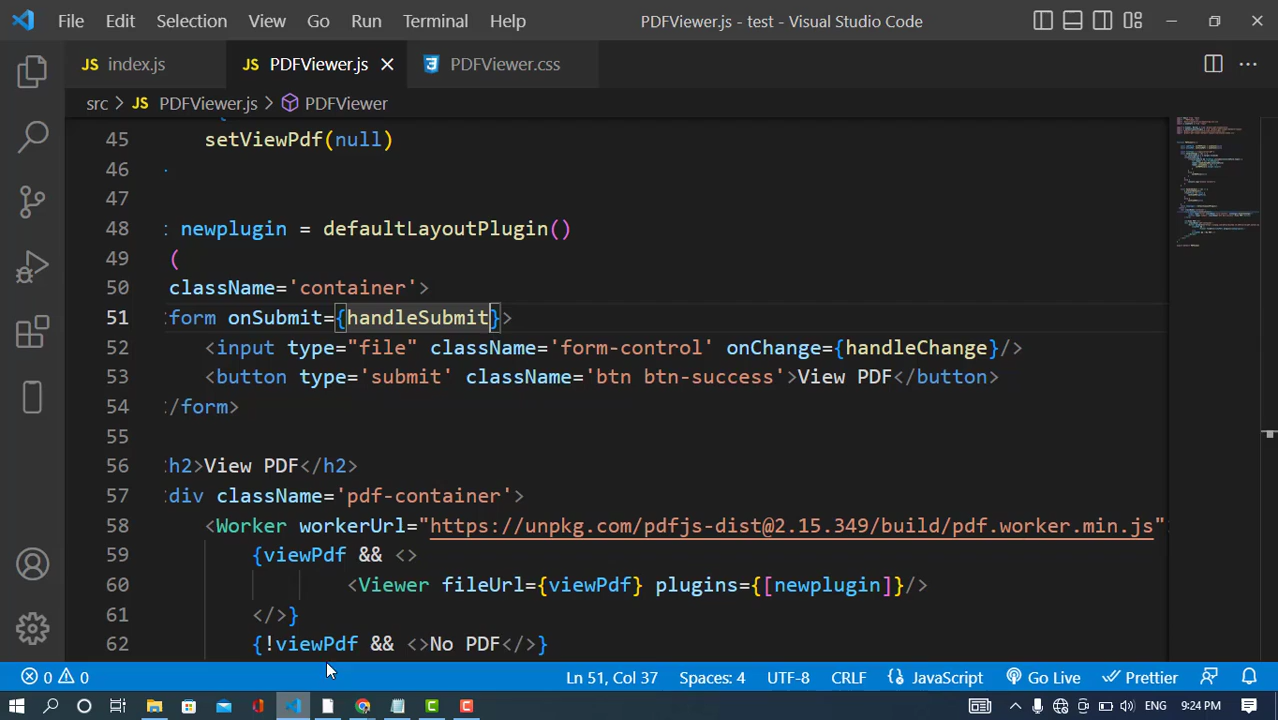 File Edit Selection View Go Run Terminal Help PDFViewer.js - test - Visual Studio Code
JS index.js JS PDFViewer.js PDFViewer.css
src > JS PDFViewer.js > PDFViewer
{
45 setViewPdf(null)
46
47
48 newplugin = defaultLayoutPlugin()
49 (
50 className='container'>
51 form onSubmit={handleSubmit}>
52 <input type="file" className='form-control' onChange={handleChange}/>
53 <button type='submit' className='btn btn-success'>View PDF</button>
54 /form>
55
56 h2>View PDF</h2>
57 div className='pdf-container'>
58 <Worker workerUrl="https://unpkg.com/pdfjs-dist@2.15.349/build/pdf.worker.min.js"
59 {viewPdf && <>
60 <Viewer fileUrl={viewPdf} plugins={[newplugin]}/>
61 </>}
62 {!viewPdf && <>No PDF</>}
0 0 Ln 51, Col 37 Spaces: 4 UTF-8 CRLF JavaScript Go Live Prettier
ENG 9:24 PM